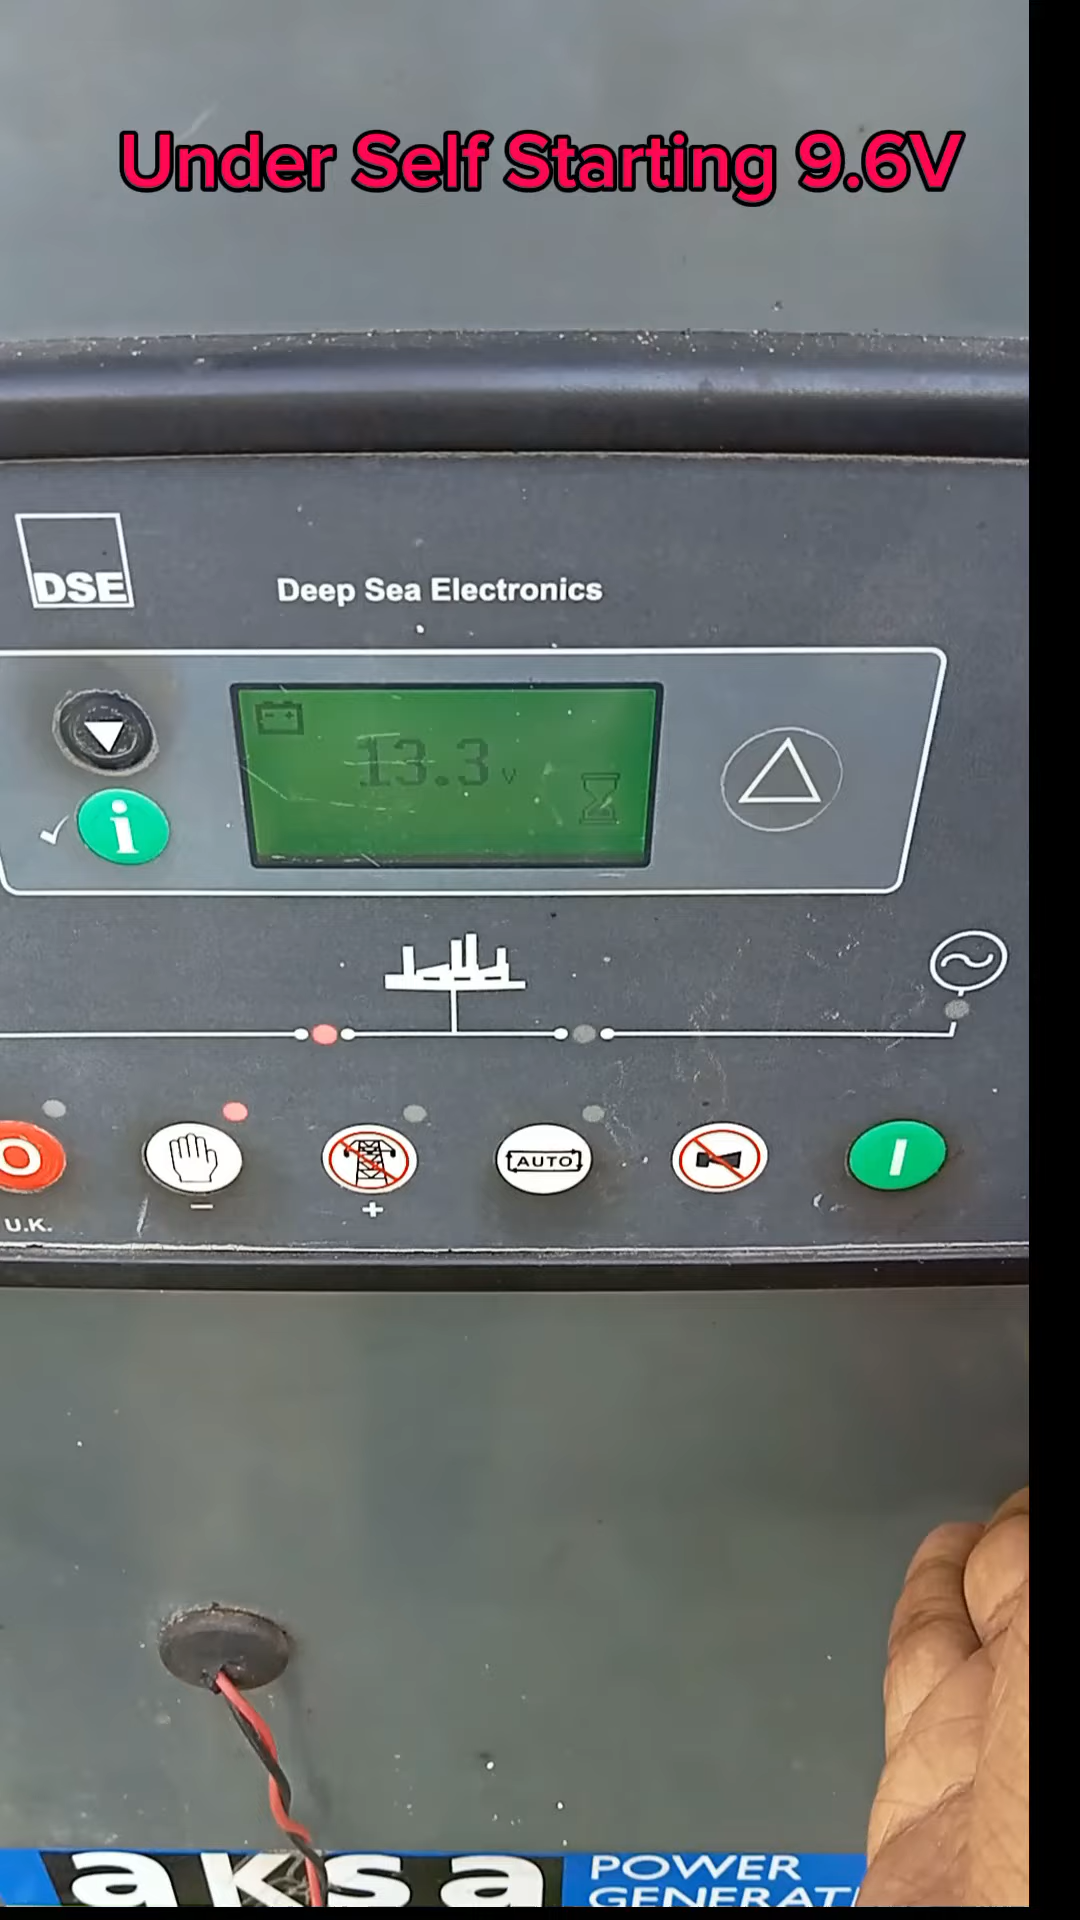 Under Self Starting 9.6V
DSE
Deep Sea Electronics
13.3 V
i
AUTO
U.K.
−
+
aksa
POWER
GENERAT